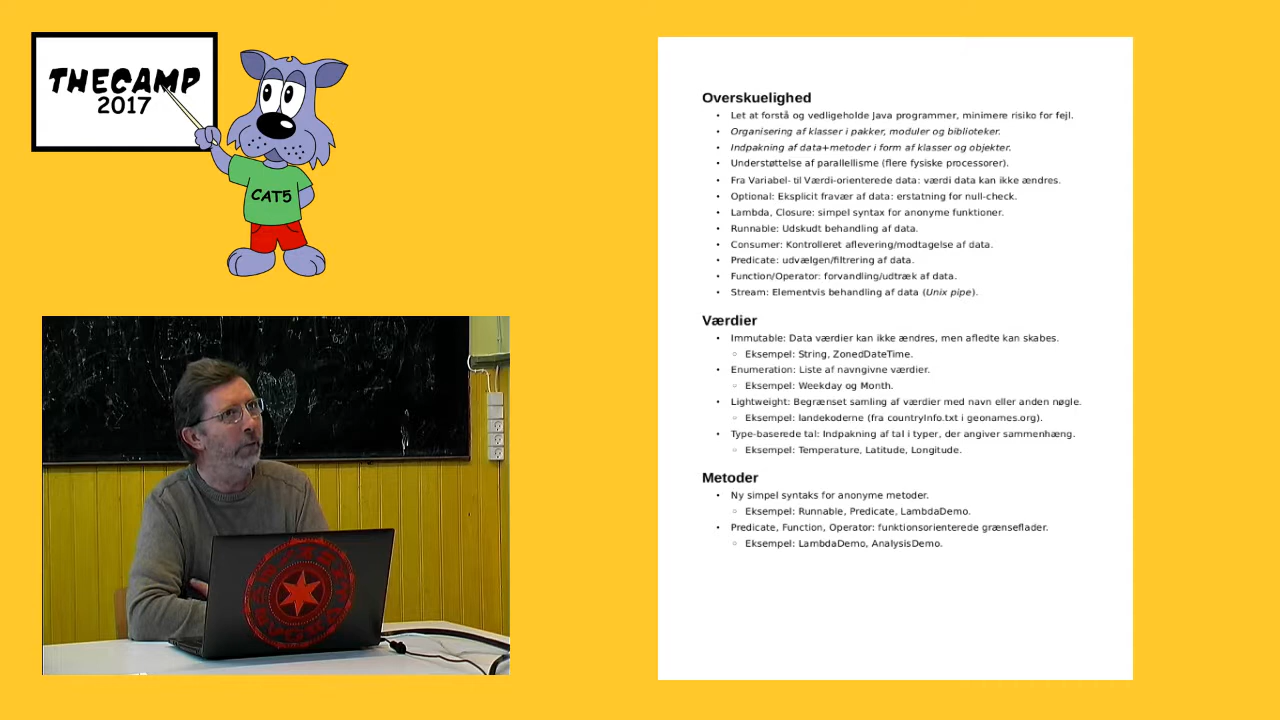 THECAMP
2017
CAT5
Overskuelighed
• Let at forstå og vedligeholde Java programmer, minimere risiko for fejl.
• Organisering af klasser i pakker, moduler og biblioteker.
• Indpakning af data+metoder i form af klasser og objekter.
• Understøttelse af parallellisme (flere fysiske processorer).
• Fra Variabel- til Værdi-orienterede data: værdi data kan ikke ændres.
• Optional: Eksplicit fravær af data: erstatning for null-check.
• Lambda, Closure: simpel syntax for anonyme funktioner.
• Runnable: Udskudt behandling af data.
• Consumer: Kontrolleret aflevering/modtagelse af data.
• Predicate: udvælgen/filtrering af data.
• Function/Operator: forvandling/udtræk af data.
• Stream: Elementvis behandling af data (Unix pipe).
Værdier
• Immutable: Data værdier kan ikke ændres, men afledte kan skabes.
◦ Eksempel: String, ZonedDateTime.
• Enumeration: Liste af navngivne værdier.
◦ Eksempel: Weekday og Month.
• Lightweight: Begrænset samling af værdier med navn eller anden nøgle.
◦ Eksempel: landekoderne (fra countryInfo.txt i geonames.org).
• Type-baserede tal: Indpakning af tal i typer, der angiver sammenhæng.
◦ Eksempel: Temperature, Latitude, Longitude.
Metoder
• Ny simpel syntaks for anonyme metoder.
◦ Eksempel: Runnable, Predicate, LambdaDemo.
• Predicate, Function, Operator: funktionsorienterede grænseflader.
◦ Eksempel: LambdaDemo, AnalysisDemo.